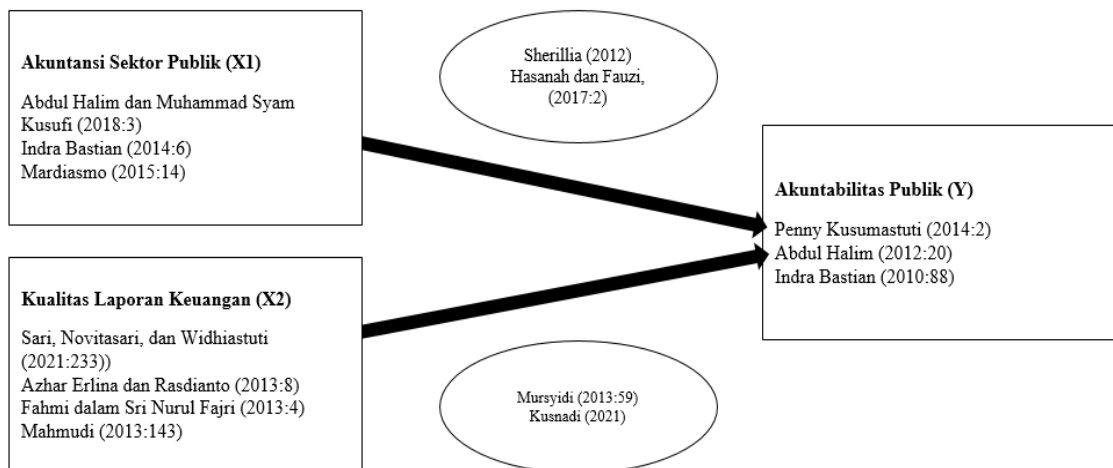 Akuntansi Sektor Publik (X1)
Abdul Halim dan Muhammad Syam
Kusufi (2018:3)
Indra Bastian (2014:6)
Mardiasmo (2015:14)
Sherillia (2012)
Hasanah dan Fauzi,
(2017:2)
Akuntabilitas Publik (Y)
Penny Kusumastuti (2014:2)
Abdul Halim (2012:20)
Indra Bastian (2010:88)
Kualitas Laporan Keuangan (X2)
Sari, Novitasari, dan Widhiastuti
(2021:233))
Azhar Erlina dan Rasdianto (2013:8)
Fahmi dalam Sri Nurul Fajri (2013:4)
Mahmudi (2013:143)
Mursyidi (2013:59)
Kusnadi (2021)